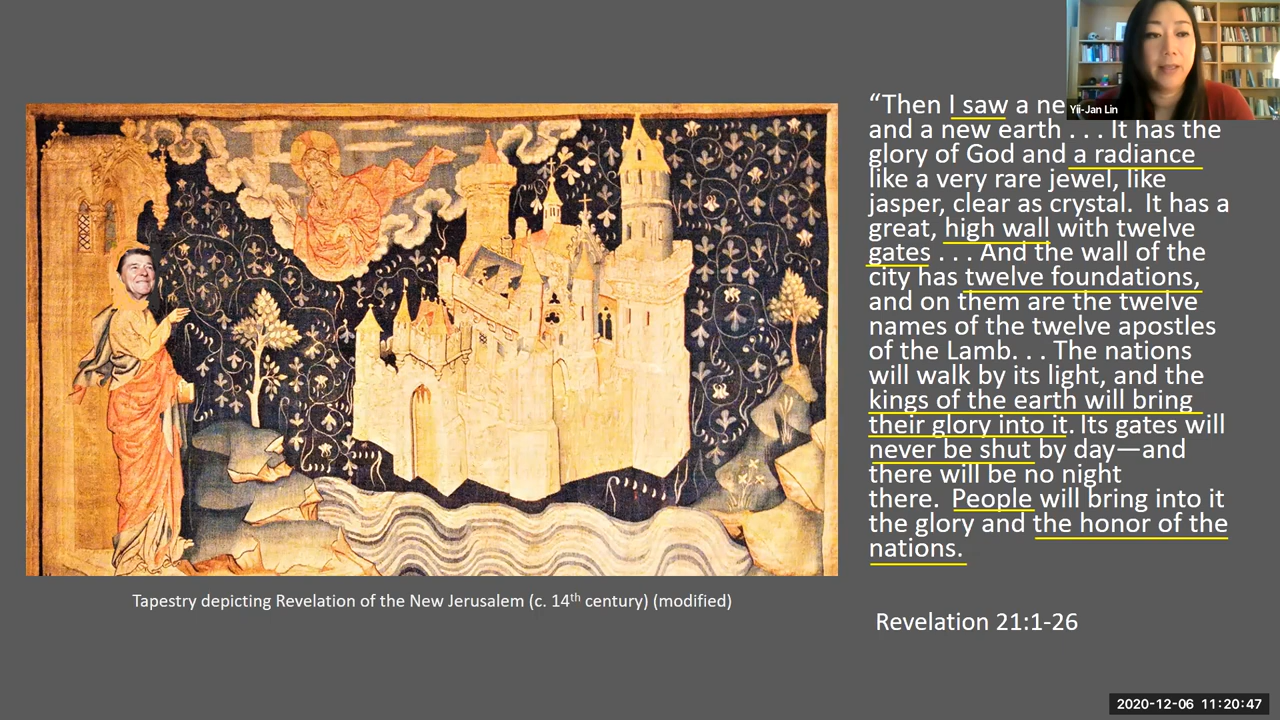 Yii-Jan Lin
“Then I saw a ne
and a new earth . . . It has the
glory of God and a radiance
like a very rare jewel, like
jasper, clear as crystal.  It has a
great, high wall with twelve
gates . . . And the wall of the
city has twelve foundations,
and on them are the twelve
names of the twelve apostles
of the Lamb. . . The nations
will walk by its light, and the
kings of the earth will bring
their glory into it. Its gates will
never be shut by day—and
there will be no night
there.  People will bring into it
the glory and the honor of the
nations.
Revelation 21:1-26
Tapestry depicting Revelation of the New Jerusalem (c. 14th century) (modified)
2020-12-06 11:20:47